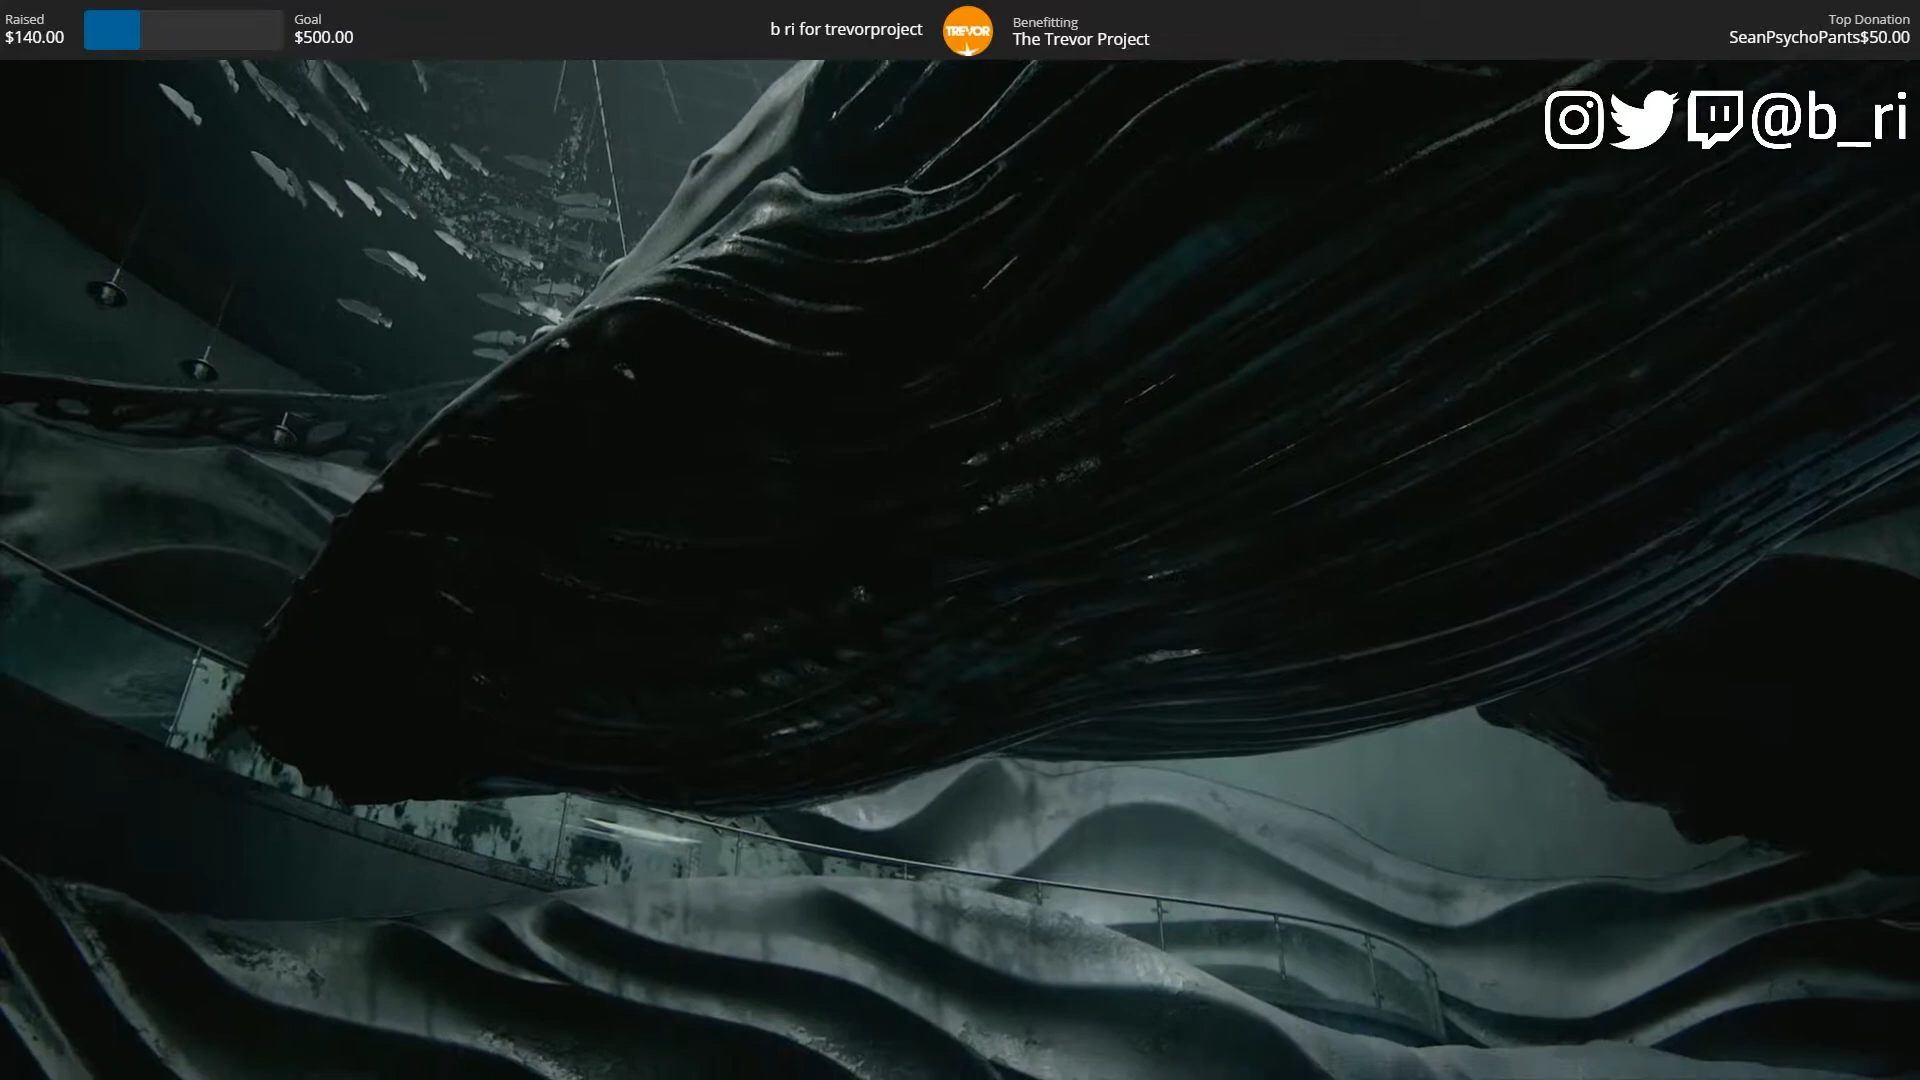 Raised
$140.00
Goal
$500.00
b ri for trevorproject
TREVOR
Benefitting
The Trevor Project
Top Donation
SeanPsychoPants$50.00
@b_ri